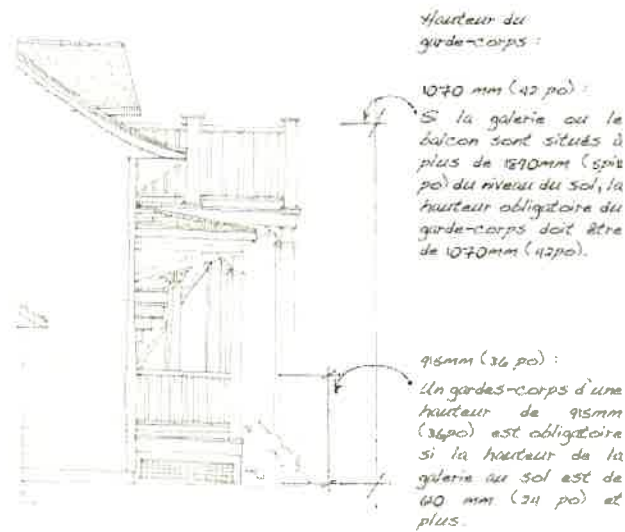 Hauteur du
garde-corps :
1070 mm (42 po) :
Si la galerie ou le
balcon sont situés à
plus de mm (
po) du niveau du sol, la
hauteur obligatoire du
garde-corps doit être
de 1070mm (42po).
915mm (36 po) :
Un gardes-corps d'une
hauteur de 915mm
(36po) est obligatoire
si la hauteur de la
galerie au sol est de
610 mm (24 po) et
plus.